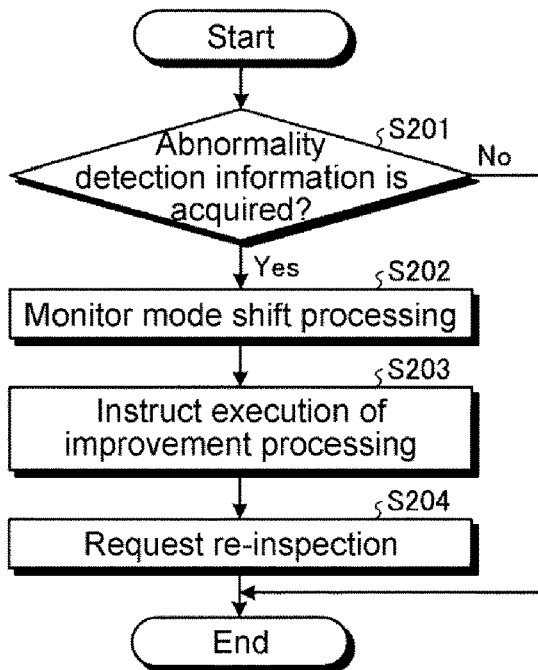 Start
S201
Abnormality
detection information is
acquired?
No
Yes
S202
Monitor mode shift processing
S203
Instruct execution of
improvement processing
S204
Request re-inspection
End